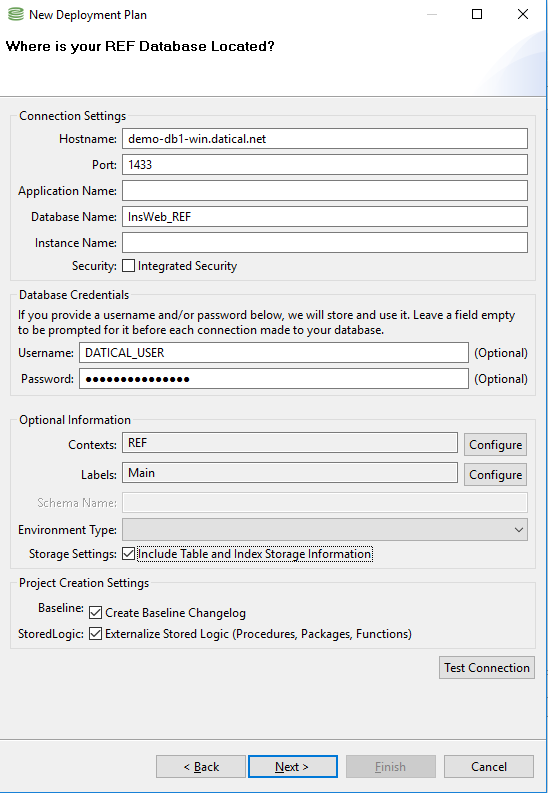 New Deployment Plan
Where is your REF Database Located?
Connection Settings
Hostname: demo-db1-win.datical.net
Port: 1433
Application Name:
Database Name: InsWeb_REF
Instance Name:
Security: Integrated Security
Database Credentials
If you provide a username and/or password below, we will store and use it. Leave a field empty
to be prompted for it before each connection made to your database.
Username: DATICAL_USER (Optional)
Password: ●●●●●●●●●●●●●●● (Optional)
Optional Information
Contexts: REF Configure
Labels: Main Configure
Schema Name:
Environment Type:
Storage Settings: Include Table and Index Storage Information
Project Creation Settings
Baseline: Create Baseline Changelog
StoredLogic: Externalize Stored Logic (Procedures, Packages, Functions)
Test Connection
< Back Next > Finish Cancel